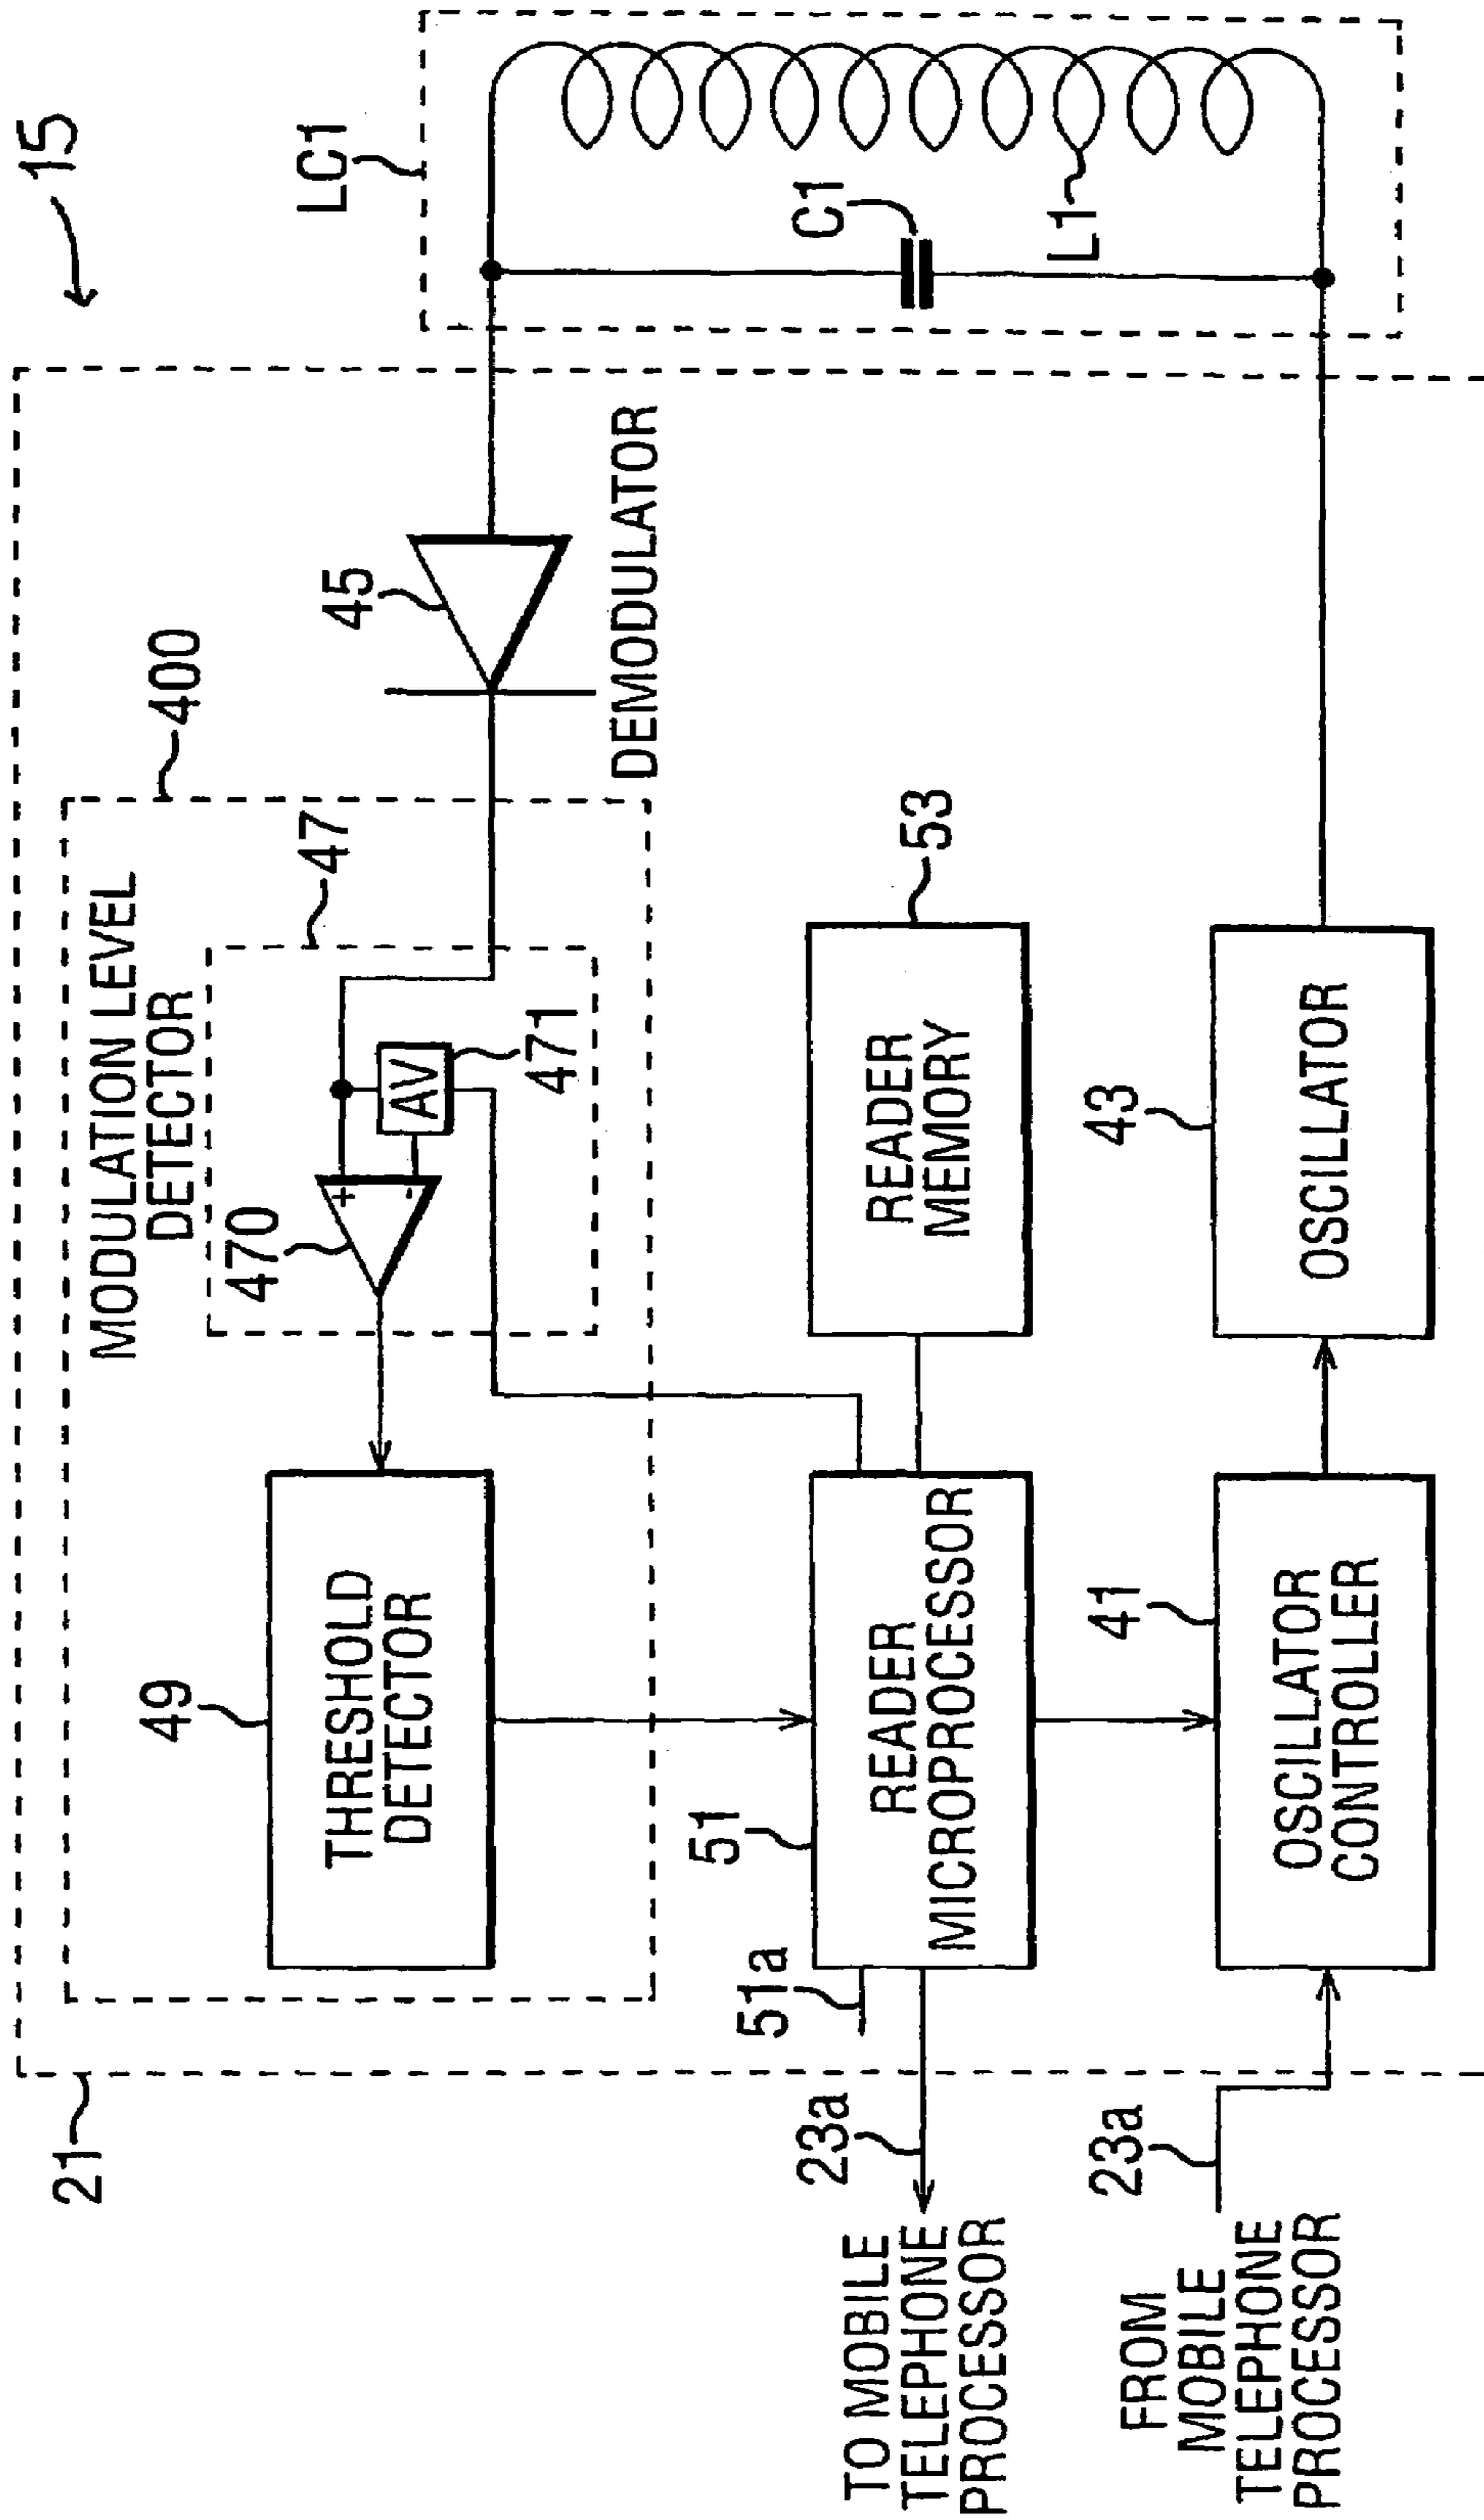 15
LC1
C1
L1
400
45
DEMODULATOR
MODULATION LEVEL
DETECTOR
47
470
+
-
AV
471
49
THRESHOLD
DETECTOR
53
READER
MEMORY
51
READER
MICROPROCESSOR
51a
43
OSCILLATOR
41
OSCILLATOR
CONTROLLER
21
23a
TO MOBILE
TELEPHONE
PROCESSOR
23a
FROM
MOBILE
TELEPHONE
PROCESSOR